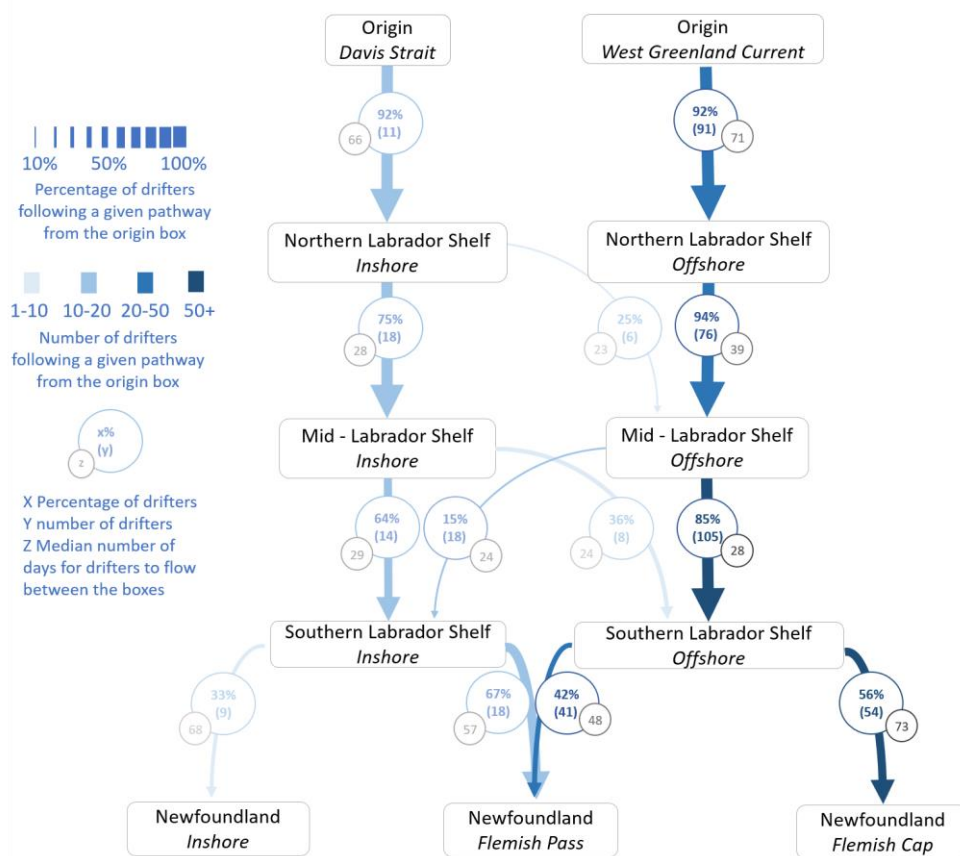 Origin
Davis Strait
Origin
West Greenland Current
92%
(11)
66
92%
(91)
71
10% 50% 100%
Percentage of drifters
following a given pathway
from the origin box
Northern Labrador Shelf
Inshore
Northern Labrador Shelf
Offshore
1-10 10-20 20-50 50+
Number of drifters
following a given pathway
from the origin box
75%
(18)
28
25%
(6)
23
94%
(76)
39
x%
(y)
z
Mid - Labrador Shelf
Inshore
Mid - Labrador Shelf
Offshore
X Percentage of drifters
Y number of drifters
Z Median number of
days for drifters to flow
between the boxes
64%
(14)
29
15%
(18)
24
36%
(8)
24
85%
(105)
28
Southern Labrador Shelf
Inshore
Southern Labrador Shelf
Offshore
33%
(9)
68
67%
(18)
57
42%
(41)
48
56%
(54)
73
Newfoundland
Inshore
Newfoundland
Flemish Pass
Newfoundland
Flemish Cap